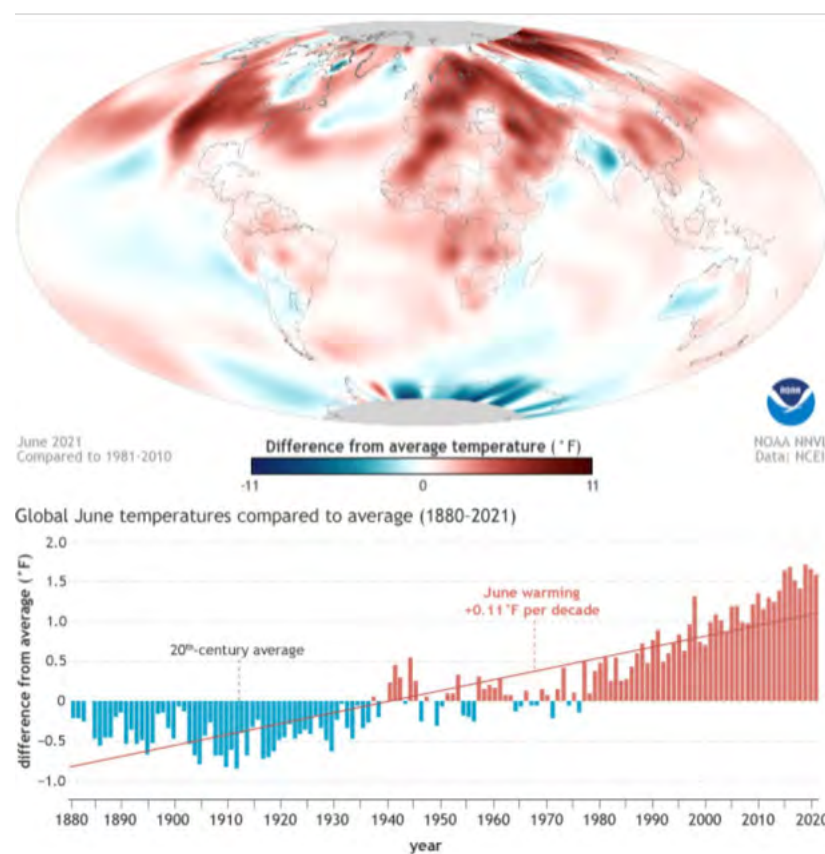 June 2021
Compared to 1981-2010
Difference from average temperature (°F)
-11 0 11
NOAA
NOAA NNVL
Data: NCEI
Global June temperatures compared to average (1880-2021)
difference from average (°F)
2.0
1.5
1.0
0.5
0
-0.5
-1.0
20th-century average
June warming
+0.11°F per decade
1880 1890 1900 1910 1920 1930 1940 1950 1960 1970 1980 1990 2000 2010 2020
year